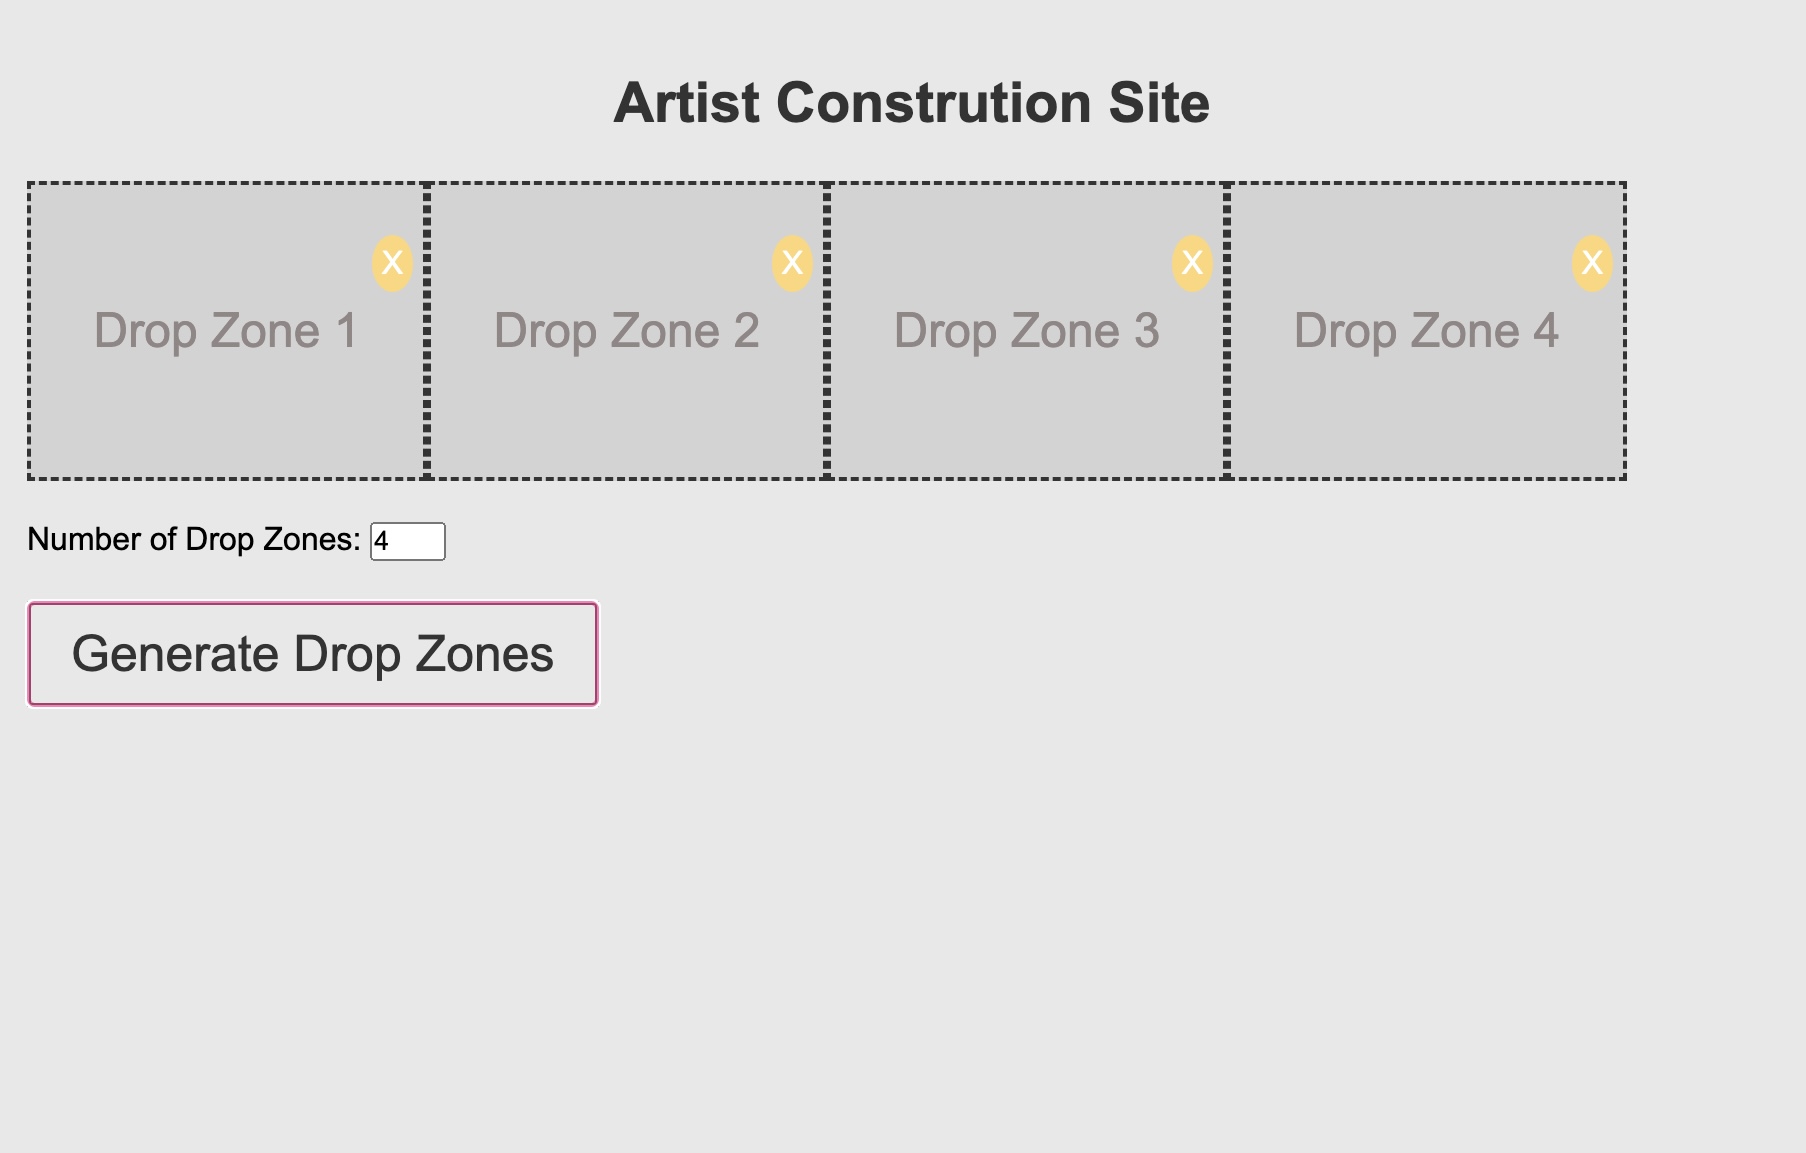 Artist Constrution Site
X X X X
Drop Zone 1 Drop Zone 2 Drop Zone 3 Drop Zone 4
Number of Drop Zones: 4
Generate Drop Zones